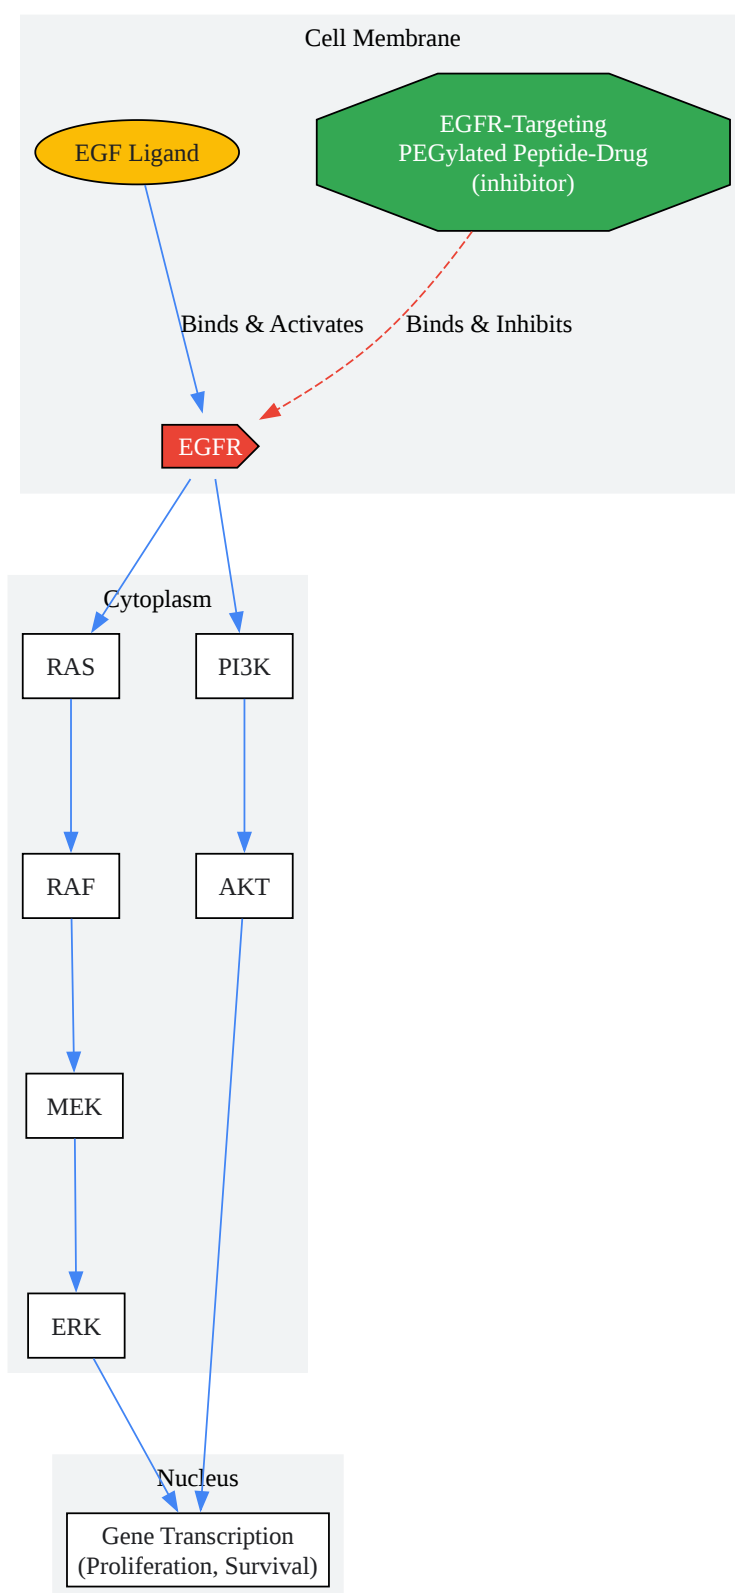 Cell Membrane
EGF Ligand
EGFR-Targeting
PEGylated Peptide-Drug
(inhibitor)
Binds & Activates
Binds & Inhibits
EGFR
Cytoplasm
RAS
PI3K
RAF
AKT
MEK
ERK
Nucleus
Gene Transcription
(Proliferation, Survival)